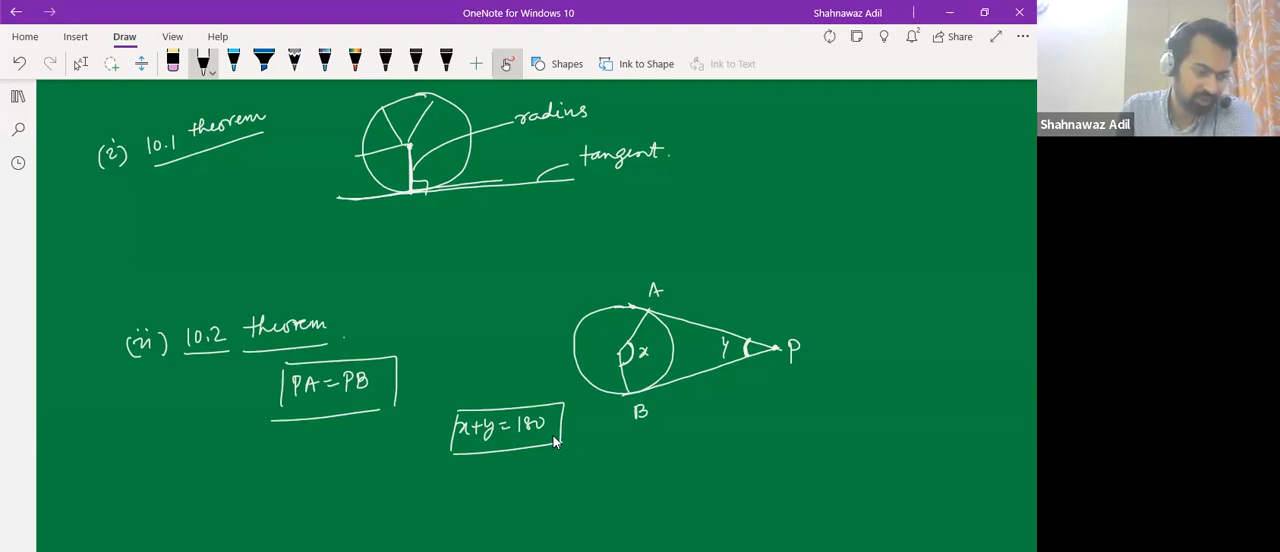 OneNote for Windows 10
Shahnawaz Adil
Home Insert Draw View Help
2
Share
Shapes
Ink to Shape
Ink to Text
Shahnawaz Adil
(i) 10.1 theorem
radius
tangent.
(ii) 10.2 theorem.
PA = PB
x+y = 180
A
x
y
P
B